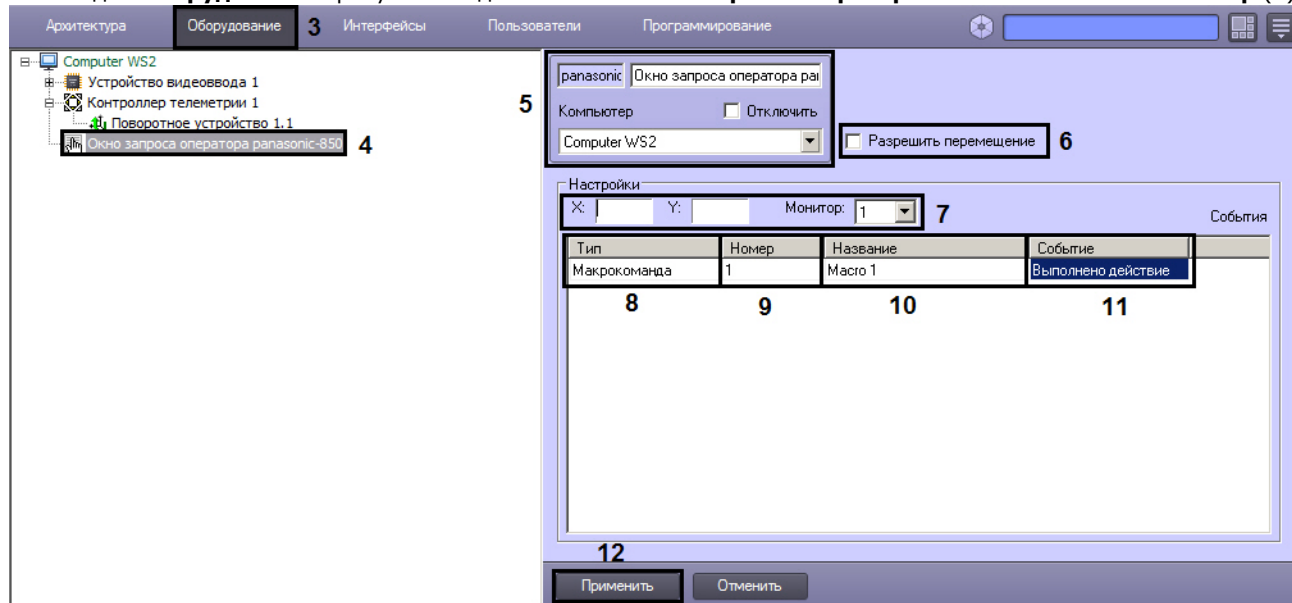 Архитектура Оборудование 3 Интерфейсы Пользователи Программирование
Computer WS2
Устройство видеоввода 1
Контроллер телеметрии 1
Поворотное устройство 1.1
Окно запроса оператора panasonic-850 4
5
panasonic Окно запроса оператора
Компьютер Отключить
Computer WS2
Разрешить перемещение 6
Настройки
X: Y: Монитор: 1 7
События
Тип Номер Название Событие
Макрокоманда 1 Macro 1 Выполнено действие
8 9 10 11
12
Применить Отменить